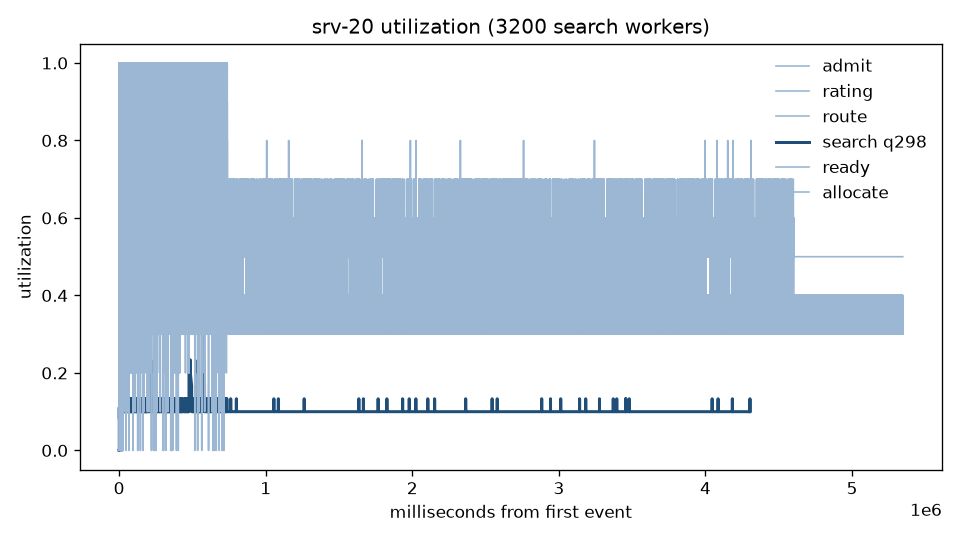 srv-20 utilization (3200 search workers)
admit
rating
route
search q298
ready
allocate
utilization
1.0
0.8
0.6
0.4
0.2
0.0
0
1
2
3
4
5
1e6
milliseconds from first event